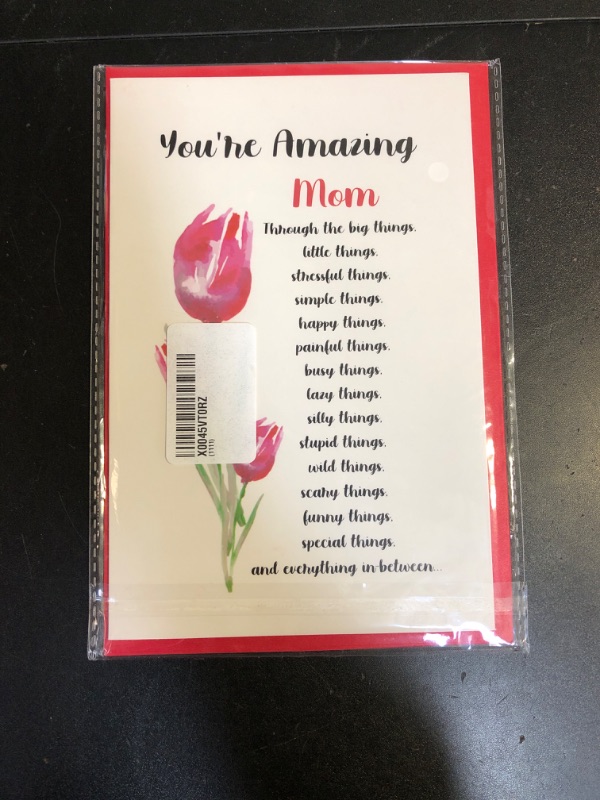 You're Amazing
Mom
Through the big things.
little things.
stressful things.
simple things.
happy things.
painful things.
busy things.
lazy things.
silly things.
stupid things.
wild things.
scary things.
funny things.
special things.
and everything in-between...
X0045VT0RZ
(1111)